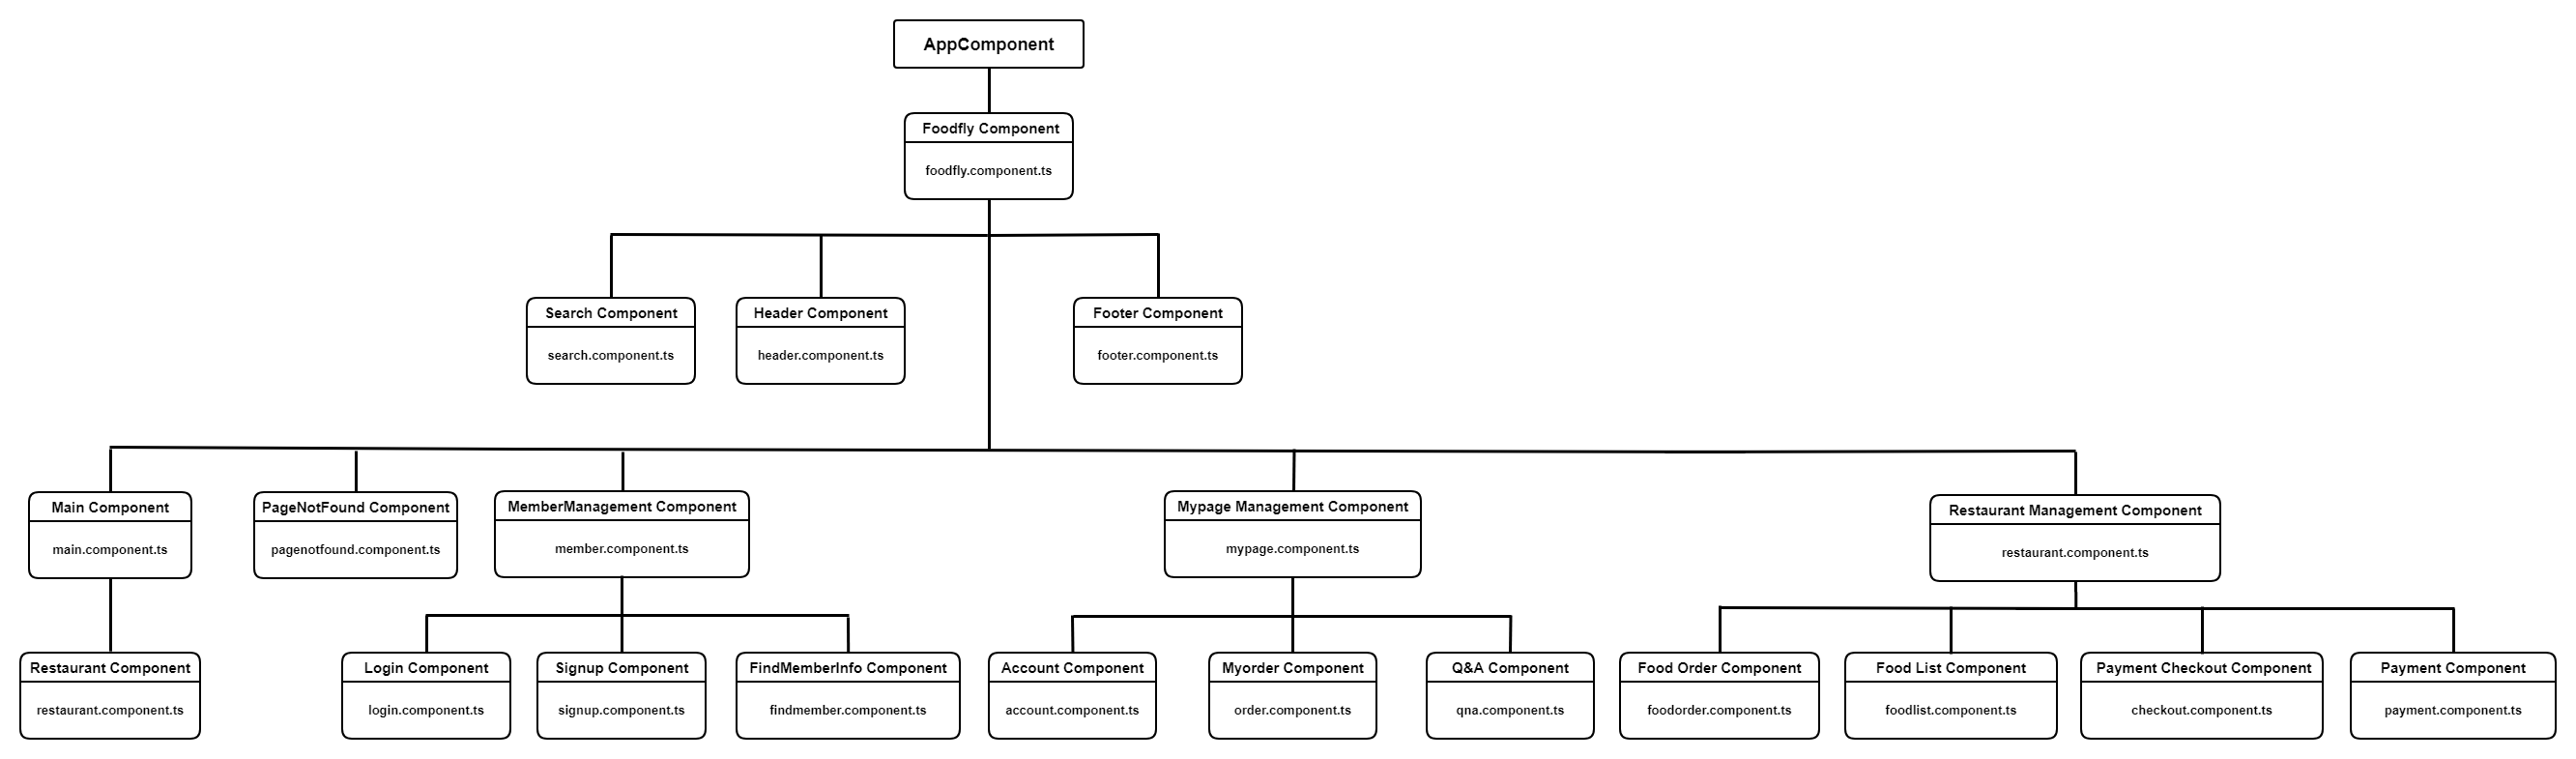 AppComponent
Foodfly Component
foodfly.component.ts
Search Component
search.component.ts
Header Component
header.component.ts
Footer Component
footer.component.ts
Main Component
main.component.ts
PageNotFound Component
pagenotfound.component.ts
MemberManagement Component
member.component.ts
Mypage Management Component
mypage.component.ts
Restaurant Management Component
restaurant.component.ts
Restaurant Component
restaurant.component.ts
Login Component
login.component.ts
Signup Component
signup.component.ts
FindMemberInfo Component
findmember.component.ts
Account Component
account.component.ts
Myorder Component
order.component.ts
Q&A Component
qna.component.ts
Food Order Component
foodorder.component.ts
Food List Component
foodlist.component.ts
Payment Checkout Component
checkout.component.ts
Payment Component
payment.component.ts